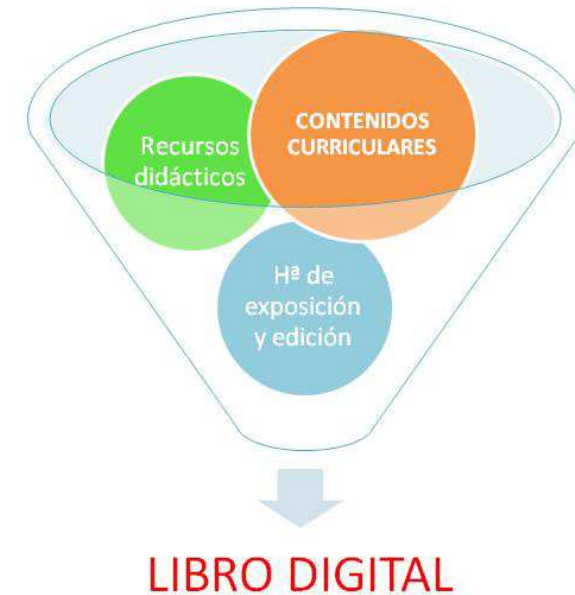 CONTENIDOS
CURRICULARES
Recursos
didácticos
Hª de
exposición
y edición
LIBRO DIGITAL